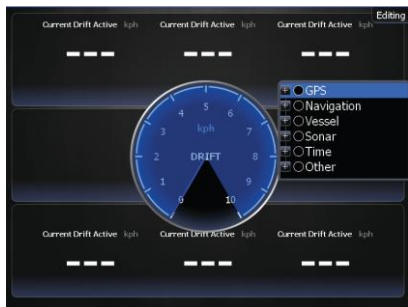 Editing
Current Drift Active kph Current Drift Active kph Current Drift Active kph
--- --- ---
5
4 6
kph
3 7
2 DRIFT 8
1 9
0 10
GPS
Navigation
Vessel
Sonar
Time
Other
Current Drift Active kph Current Drift Active kph Current Drift Active kph
--- --- ---